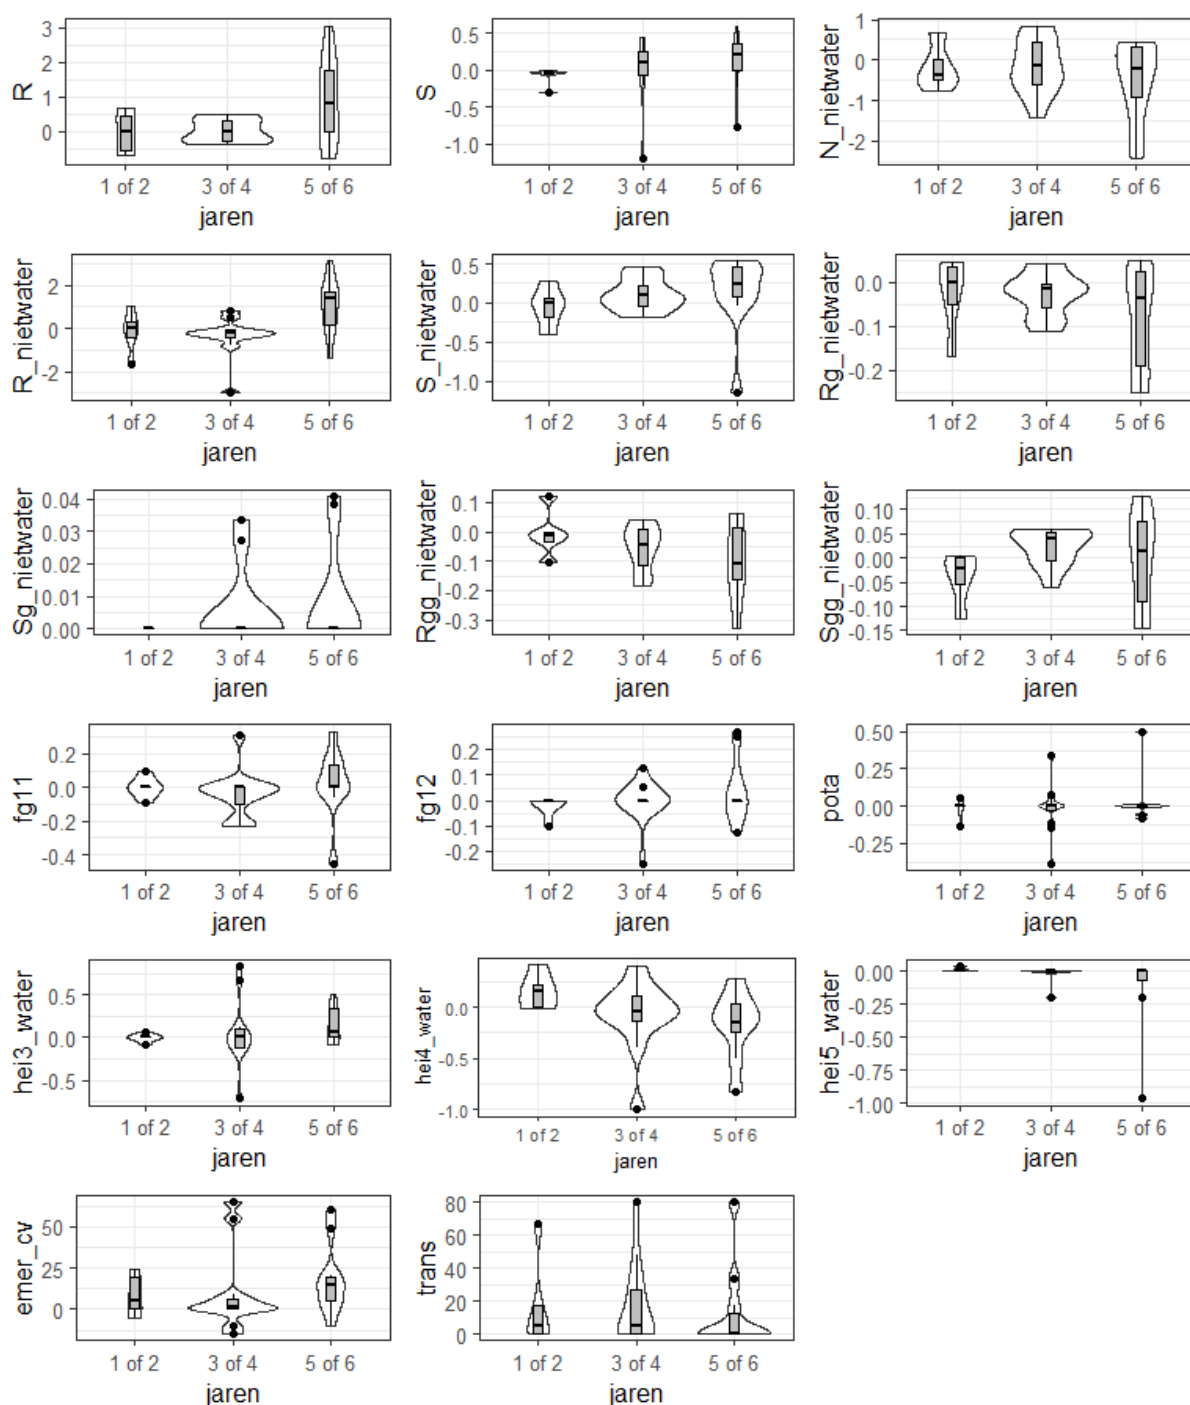 R
3
2
1
0
1 of 2 3 of 4 5 of 6
jaren
S
0.5
0.0
-0.5
-1.0
1 of 2 3 of 4 5 of 6
jaren
N_nietwater
1
0
-1
-2
1 of 2 3 of 4 5 of 6
jaren
R_nietwater
2
0
-2
1 of 2 3 of 4 5 of 6
jaren
S_nietwater
0.5
0.0
-0.5
-1.0
1 of 2 3 of 4 5 of 6
jaren
Rg_nietwater
0.0
-0.1
-0.2
1 of 2 3 of 4 5 of 6
jaren
Sg_nietwater
0.04
0.03
0.02
0.01
0.00
1 of 2 3 of 4 5 of 6
jaren
Rgg_nietwater
0.1
0.0
-0.1
-0.2
-0.3
1 of 2 3 of 4 5 of 6
jaren
Sgg_nietwater
0.10
0.05
0.00
-0.05
-0.10
-0.15
1 of 2 3 of 4 5 of 6
jaren
fg11
0.2
0.0
-0.2
-0.4
1 of 2 3 of 4 5 of 6
jaren
fg12
0.2
0.1
0.0
-0.1
-0.2
1 of 2 3 of 4 5 of 6
jaren
pota
0.50
0.25
0.00
-0.25
1 of 2 3 of 4 5 of 6
jaren
hei3_water
0.5
0.0
-0.5
1 of 2 3 of 4 5 of 6
jaren
hei4_water
0.0
-0.5
-1.0
1 of 2 3 of 4 5 of 6
jaren
hei5_water
0.00
-0.25
-0.50
-0.75
-1.00
1 of 2 3 of 4 5 of 6
jaren
emer_cv
50
25
0
1 of 2 3 of 4 5 of 6
jaren
trans
80
60
40
20
0
1 of 2 3 of 4 5 of 6
jaren